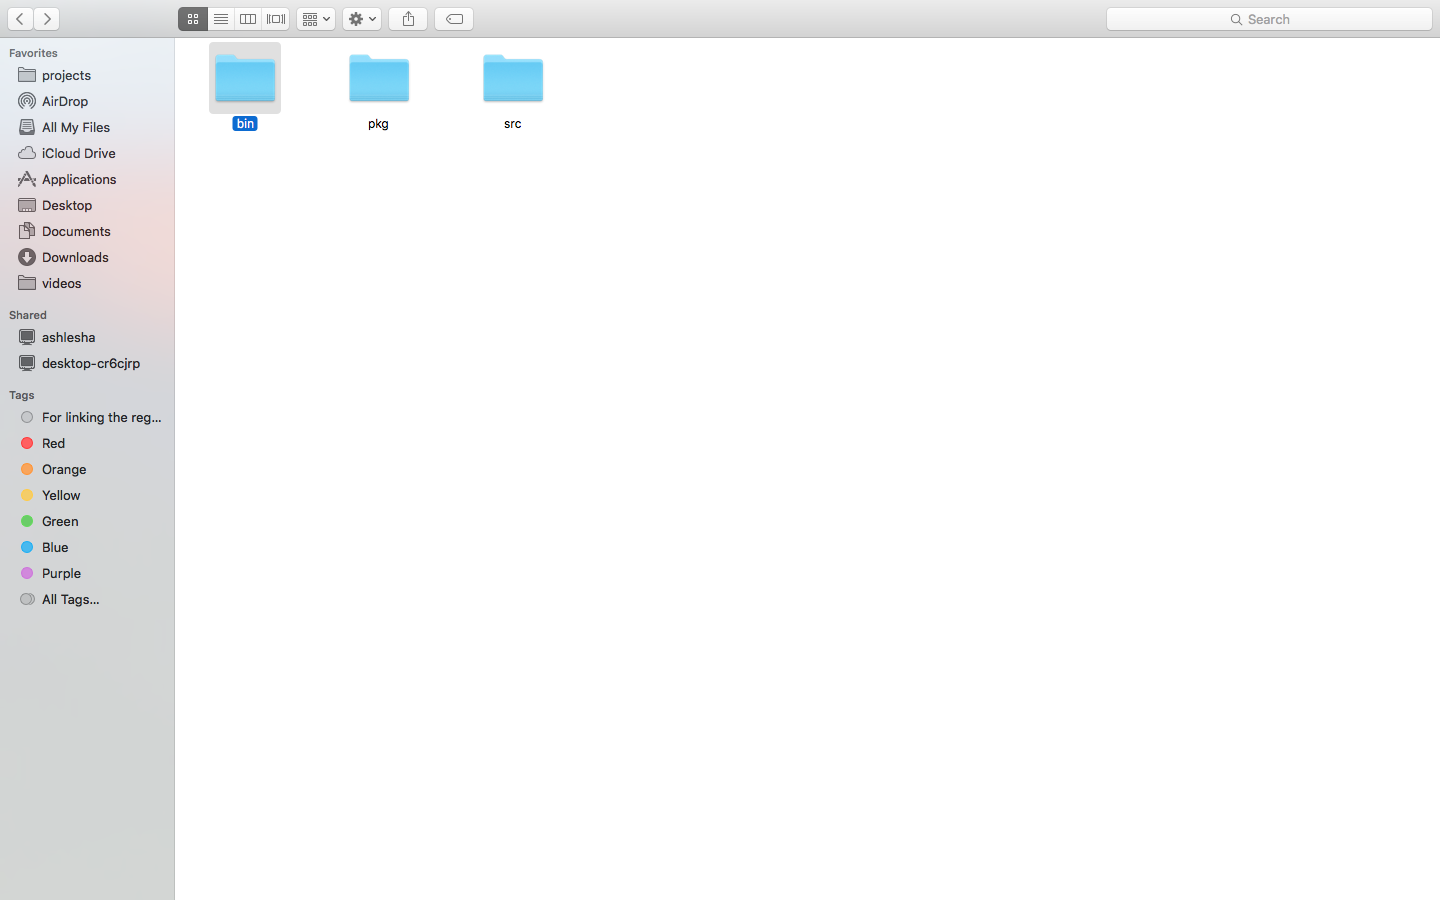 Search
Favorites
projects
AirDrop
All My Files
iCloud Drive
Applications
Desktop
Documents
Downloads
videos
Shared
ashlesha
desktop-cr6cjrp
Tags
For linking the reg...
Red
Orange
Yellow
Green
Blue
Purple
All Tags...
bin
pkg
src